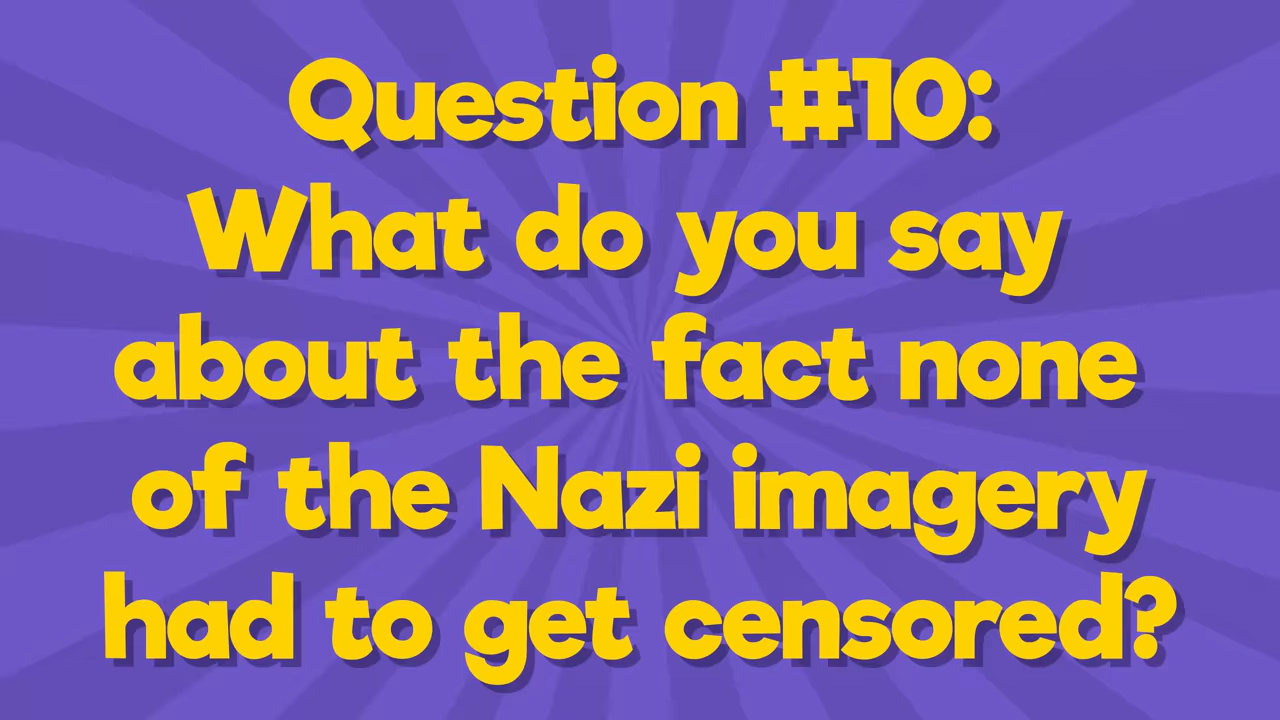 Question #10:
What do you say
about the fact none
of the Nazi imagery
had to get censored?